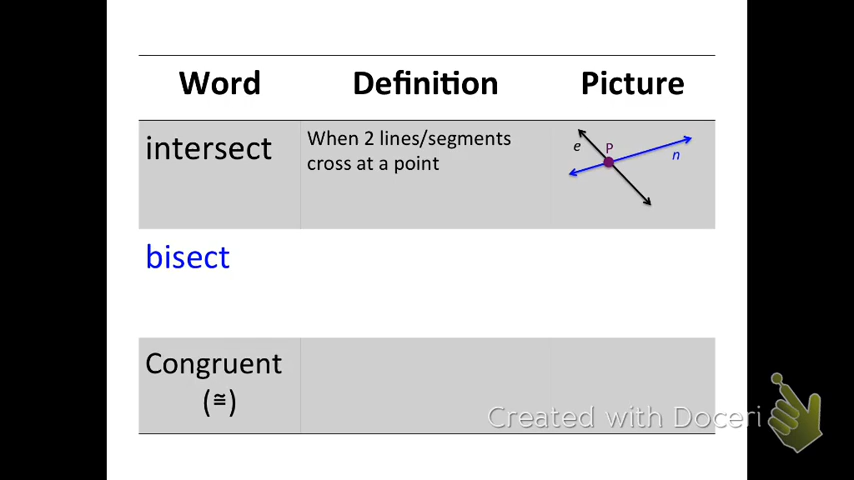 Word Definition Picture
intersect
When 2 lines/segments
cross at a point
e P n
bisect
Congruent
(≅)
Created with Doceri